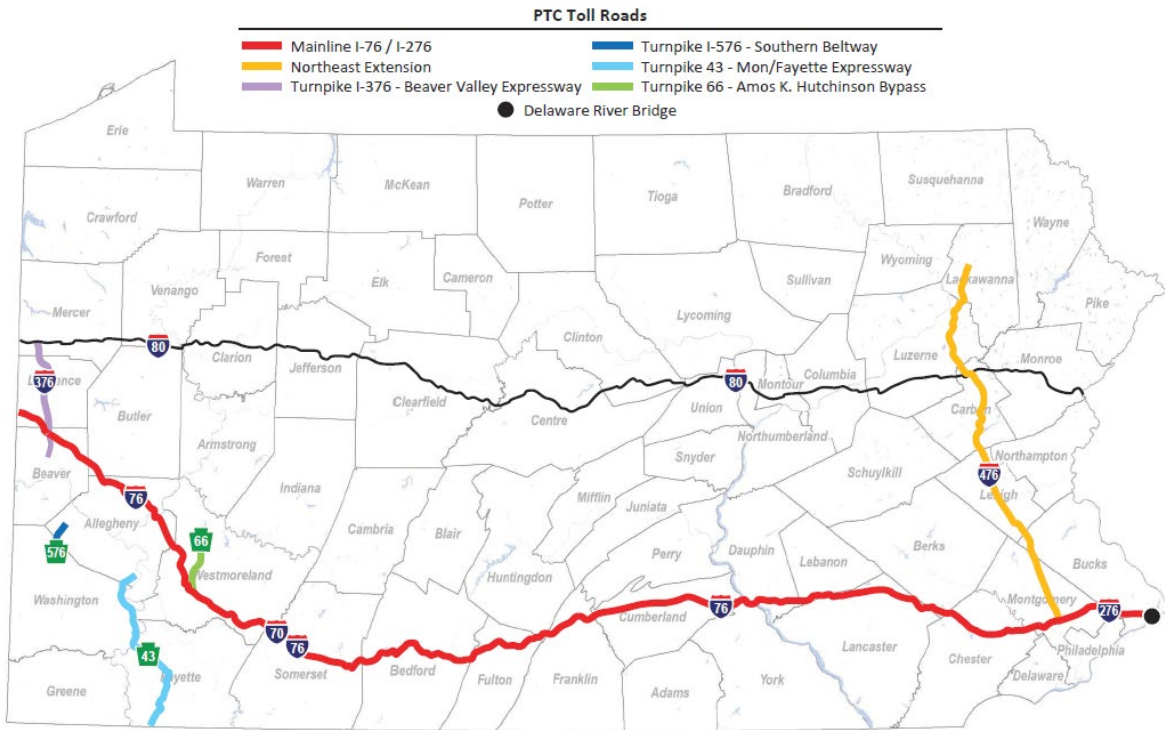 PTC Toll Roads
Mainline I-76 / I-276
Northeast Extension
Turnpike I-376 - Beaver Valley Expressway
Turnpike I-576 - Southern Beltway
Turnpike 43 - Mon/Fayette Expressway
Turnpike 66 - Amos K. Hutchinson Bypass
Delaware River Bridge
Erie
Warren
McKean
Potter
Tioga
Bradford
Susquehanna
Wayne
Crawford
Forest
Elk
Cameron
Sullivan
Wyoming
Lackawanna
Pike
Venango
Mercer
Lycoming
Clinton
Luzerne
Monroe
80
Clarion
Jefferson
Clearfield
Centre
80
Montour
Columbia
Union
Carbon
376
Lawrence
Butler
Armstrong
Northumberland
Snyder
Northampton
Schuylkill
476
Lehigh
Beaver
76
Indiana
Mifflin
Juniata
Allegheny
Cambria
Blair
576
66
Westmoreland
Huntingdon
Perry
Dauphin
Lebanon
Berks
Bucks
Washington
Cumberland
76
Montgomery
276
70
76
43
Fayette
Somerset
Bedford
Fulton
Franklin
Adams
York
Lancaster
Chester
Delaware
Philadelphia
Greene